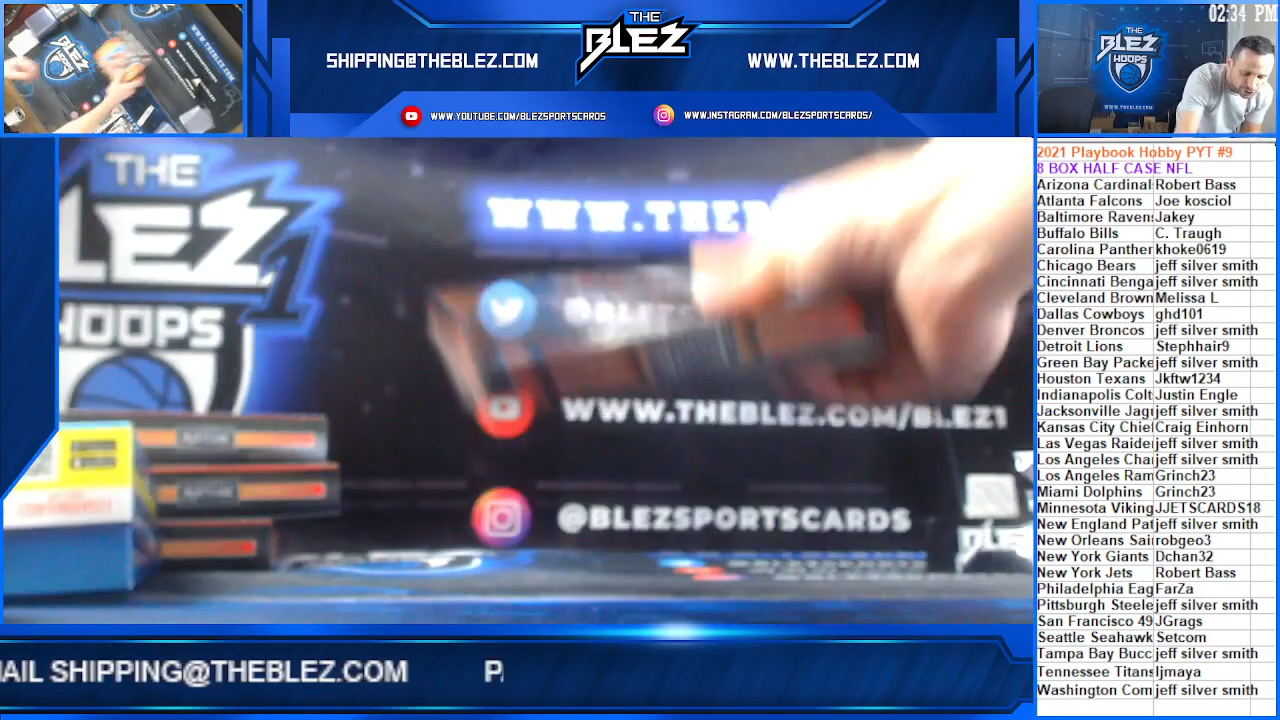 THE
BLEZ
SHIPPING@THEBLEZ.COM
WWW.THEBLEZ.COM
WWW.YOUTUBE.COM/BLEZSPORTSCARDS
WWW.INSTAGRAM.COM/BLEZSPORTSCARDS/
02:34 PM
THE
BLEZ
HOOPS
THE
LEZ
1
HOOPS
WWW.THEB
WWW.THEBLEZ.COM/BLEZ1
@BLEZSPORTSCARDS
2021 Playbook Hobby PYT #9
8 BOX HALF CASE NFL
Arizona Cardinal Robert Bass
Atlanta Falcons Joe kosciol
Baltimore Ravens Jakey
Buffalo Bills C. Traugh
Carolina Panther khoke0619
Chicago Bears jeff silver smith
Cincinnati Benga jeff silver smith
Cleveland Brown Melissa L
Dallas Cowboys ghd101
Denver Broncos jeff silver smith
Detroit Lions Stephhair9
Green Bay Packe jeff silver smith
Houston Texans Jkftw1234
Indianapolis Colt Justin Engle
Jacksonville Jagu jeff silver smith
Kansas City Chief Craig Einhorn
Las Vegas Raide jeff silver smith
Los Angeles Cha jeff silver smith
Los Angeles Ram Grinch23
Miami Dolphins Grinch23
Minnesota Viking JJETSCARDS18
New England Pat jeff silver smith
New Orleans Sai robgeo3
New York Giants Dchan32
New York Jets Robert Bass
Philadelphia Eag FarZa
Pittsburgh Steele jeff silver smith
San Francisco 49 JGrags
Seattle Seahawk Setcom
Tampa Bay Bucc jeff silver smith
Tennessee Titans ljmaya
Washington Com jeff silver smith
AIL SHIPPING@THEBLEZ.COM P